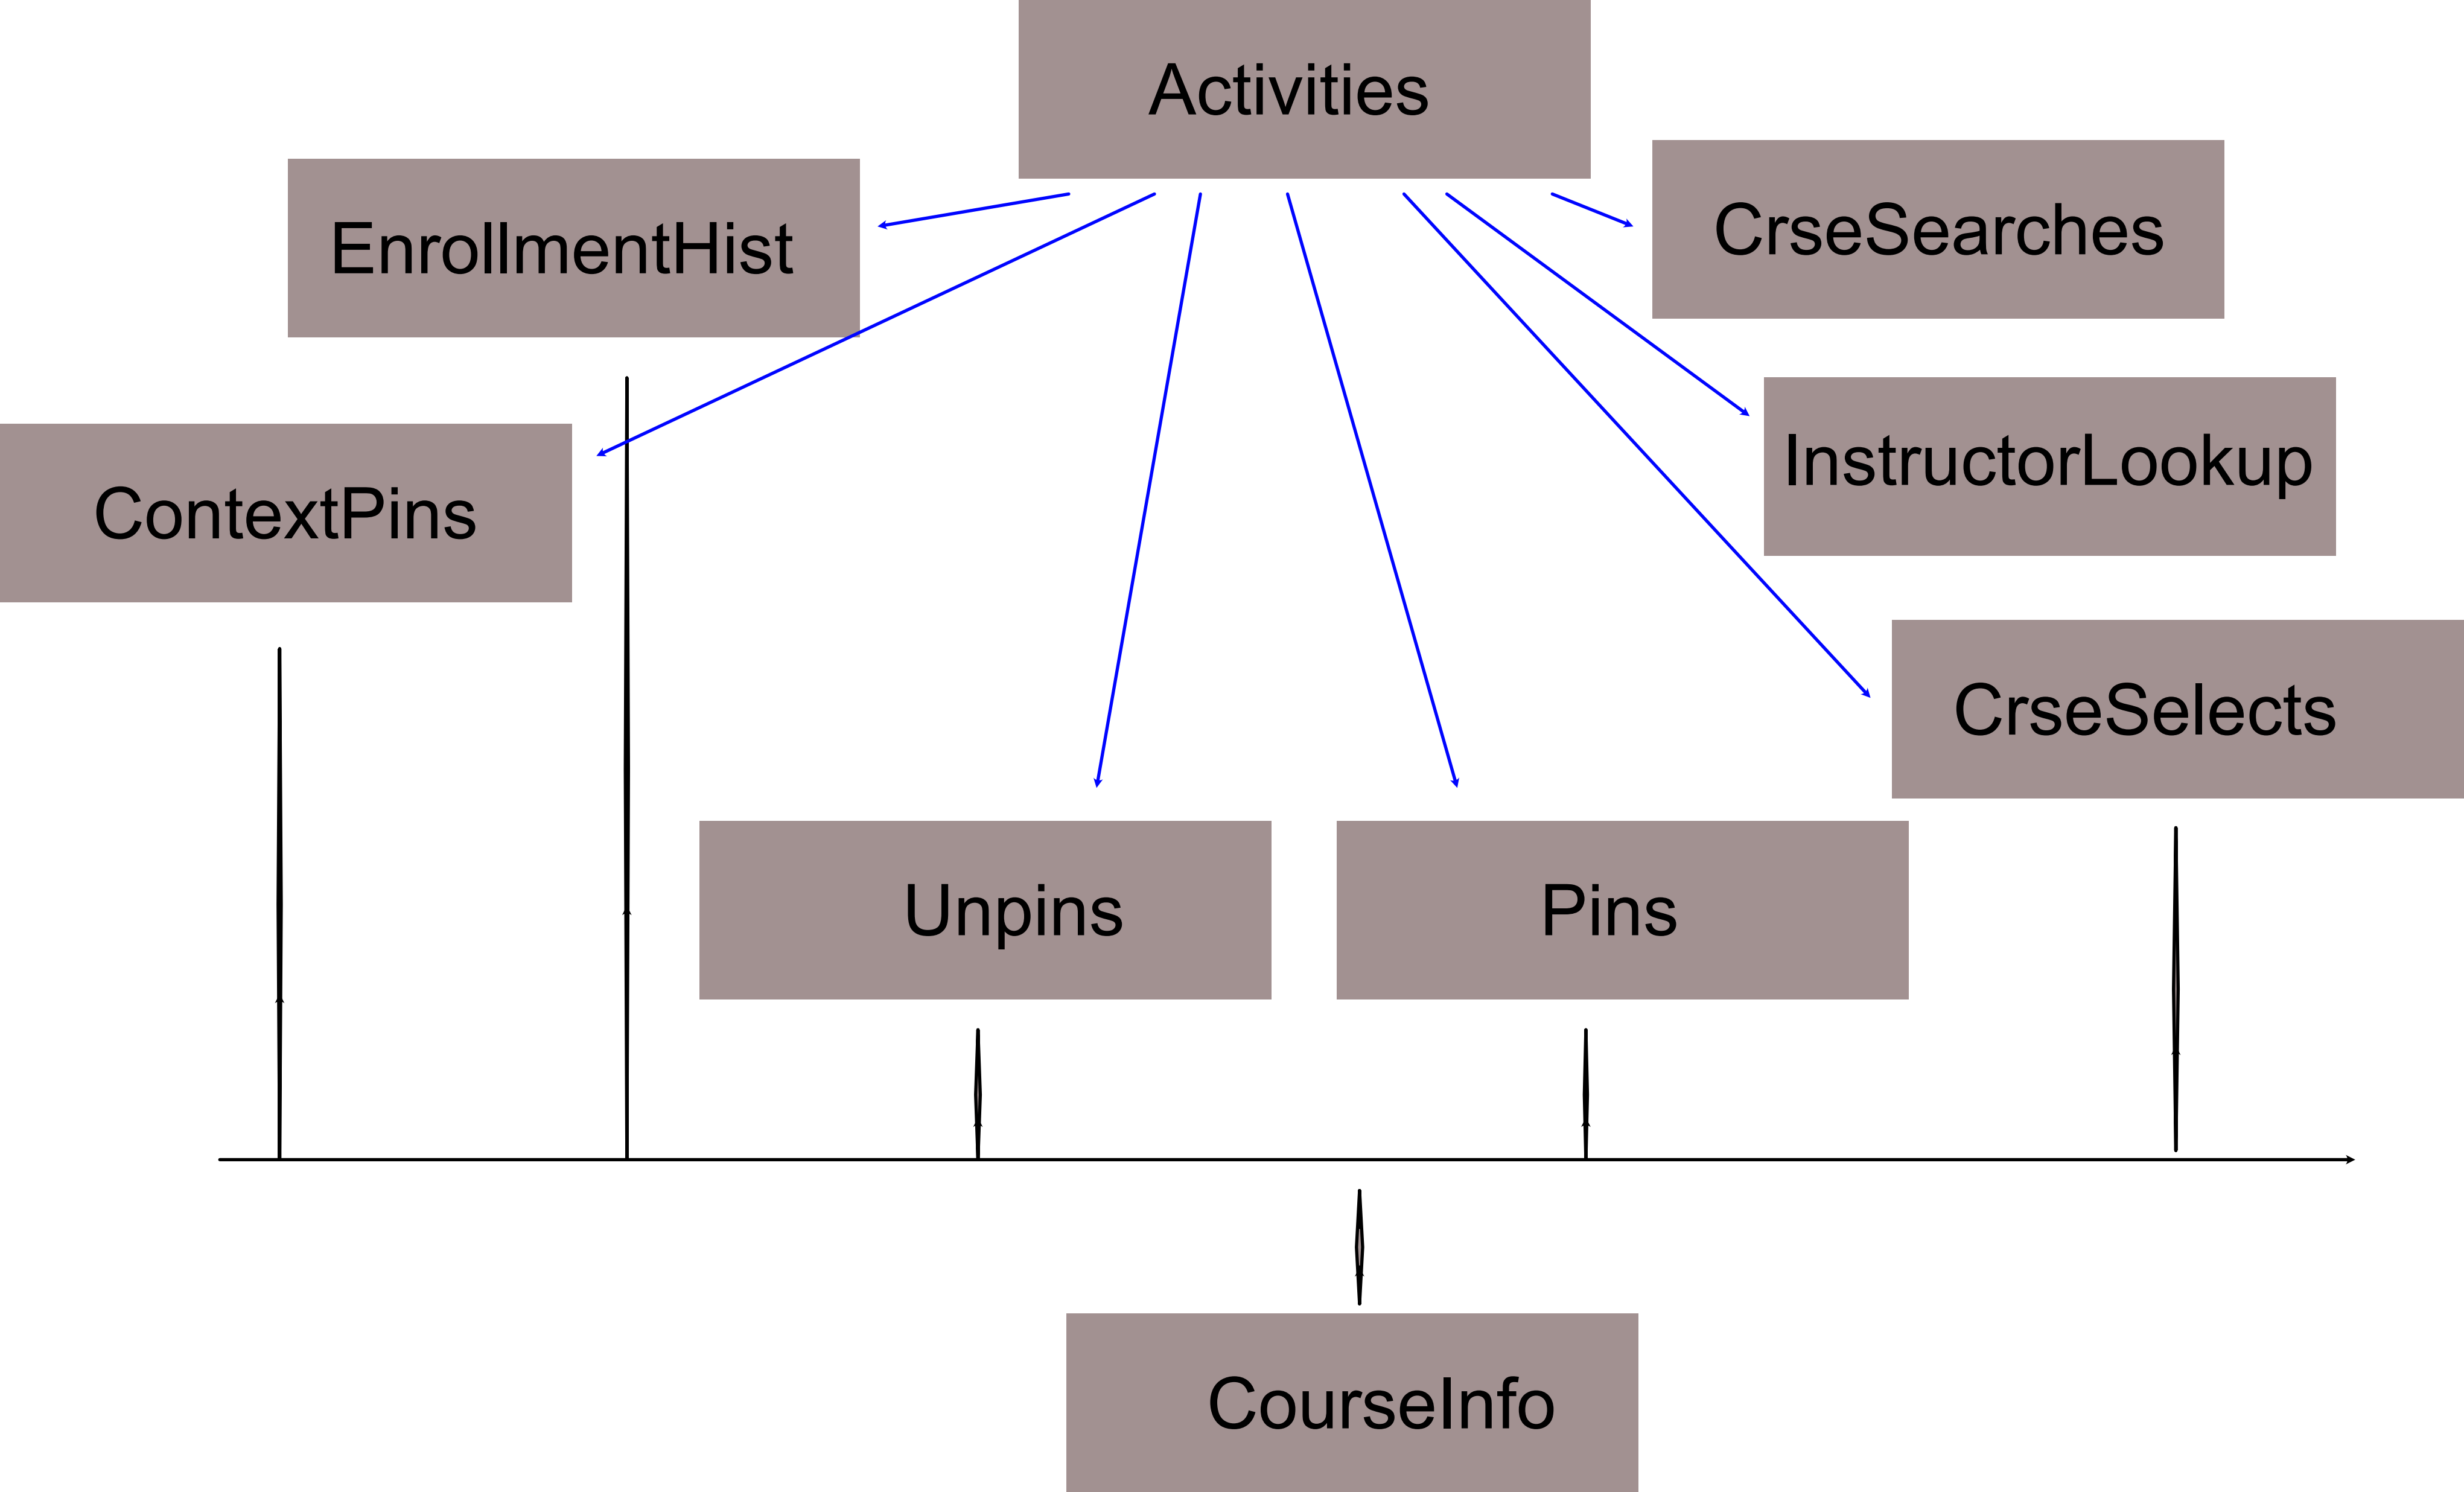 Activities
EnrollmentHist
CrseSearches
ContextPins
InstructorLookup
CrseSelects
Unpins
Pins
CourseInfo